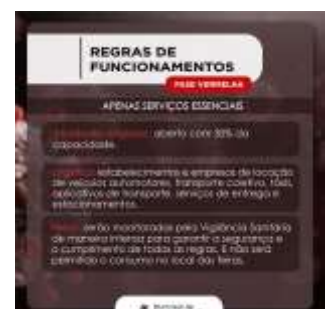 REGRAS DE
FUNCIONAMENTOS
FASE VERMELHA
APENAS SERVIÇOS ESSENCIAIS
aberto com 30% da
capacidade.
estabelecimentos e empresas de locação
de veículos automotores, transporte coletivo, táxis,
aplicativos de transporte, serviços de entrega e
estacionamentos.
serão monitoradas pela Vigilância Sanitária
de maneira intensa para garantir a segurança e
o cumprimento de todas as regras. E não será
permitido o consumo no local das feiras.